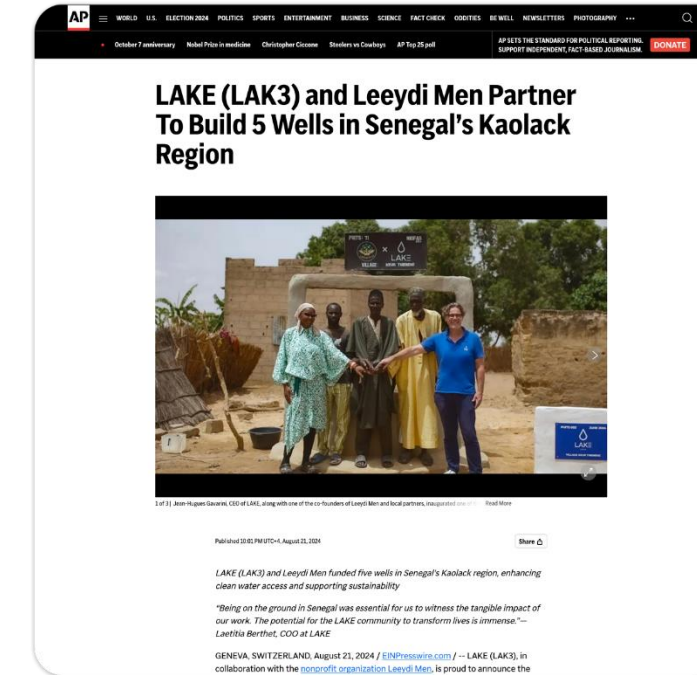 AP
WORLD U.S. ELECTION 2024 POLITICS SPORTS ENTERTAINMENT BUSINESS SCIENCE FACT CHECK ODDITIES BE WELL NEWSLETTERS PHOTOGRAPHY •••
October 7 anniversary Nobel Prize in medicine Christopher Ciccone Steelers vs Cowboys AP Top 25 poll
AP SETS THE STANDARD FOR POLITICAL REPORTING.
SUPPORT INDEPENDENT, FACT-BASED JOURNALISM.
DONATE
LAKE (LAK3) and Leeydi Men Partner
To Build 5 Wells in Senegal’s Kaolack
Region
LAKE
VILLAGE
LAKE
1 of 3 | Jean-Hugues Gavarini, CEO of LAKE, along with one of the co-founders of Leeydi Men and local partners, inaugurated one of Read More
Published 10:01 PM UTC+4, August 21, 2024
Share
LAKE (LAK3) and Leeydi Men funded five wells in Senegal's Kaolack region, enhancing
clean water access and supporting sustainability
“Being on the ground in Senegal was essential for us to witness the tangible impact of
our work. The potential for the LAKE community to transform lives is immense.”—
Laetitia Berthet, COO at LAKE
GENEVA, SWITZERLAND, August 21, 2024 / EINPresswire.com / -- LAKE (LAK3), in
collaboration with the nonprofit organization Leeydi Men, is proud to announce the